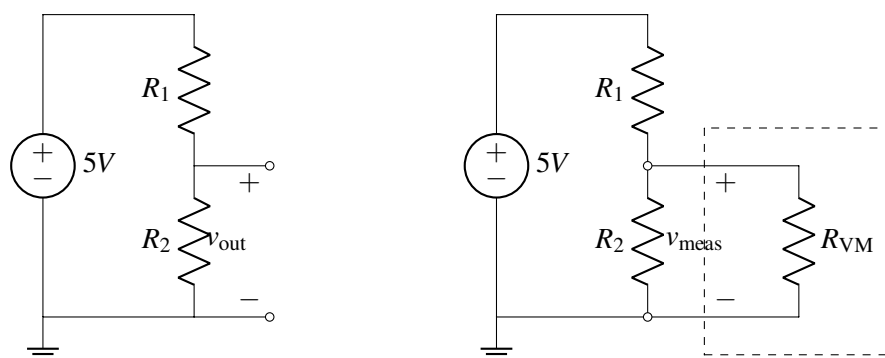 R1
+
−
5V
+
R2
vout
−
R1
+
−
5V
+
R2
vmeas
RVM
−